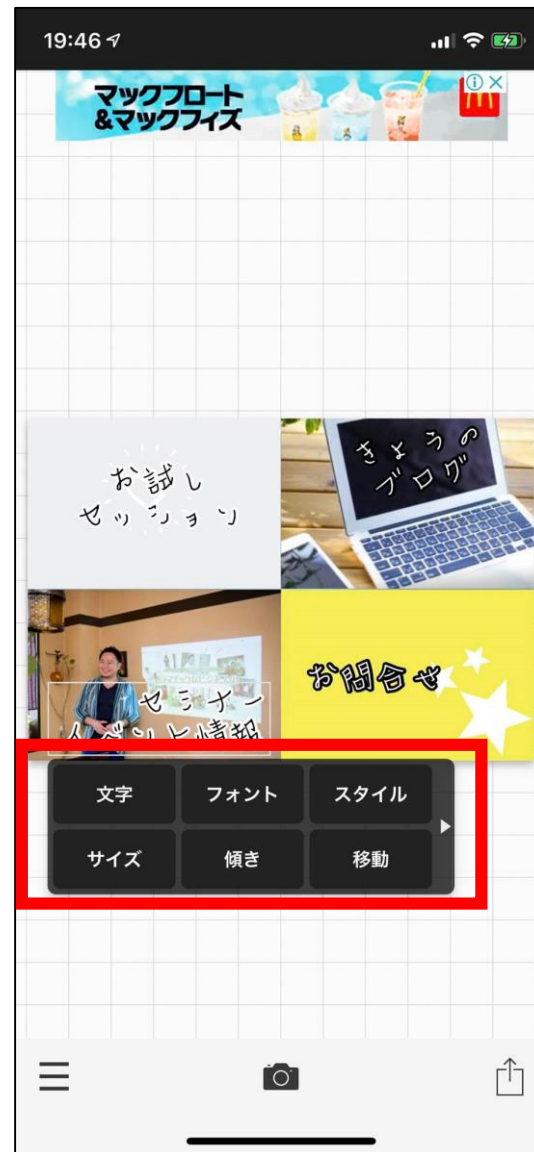 19:46
マックフロート
&マックフィズ
お試し
セッション
きょうの
ブログ
セミナー
イベント情報
お問合せ
文字 フォント スタイル
サイズ 傾き 移動